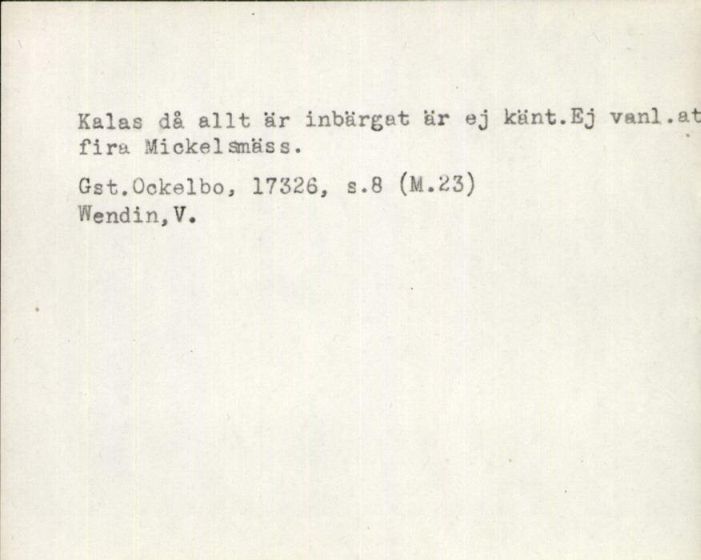 Kalas då allt är inbärgat är ej känt.Ej vanl.at
fira Mickelsmäss.
Gst.Ockelbo, 17326, s.8 (M.23)
Wendin,V.